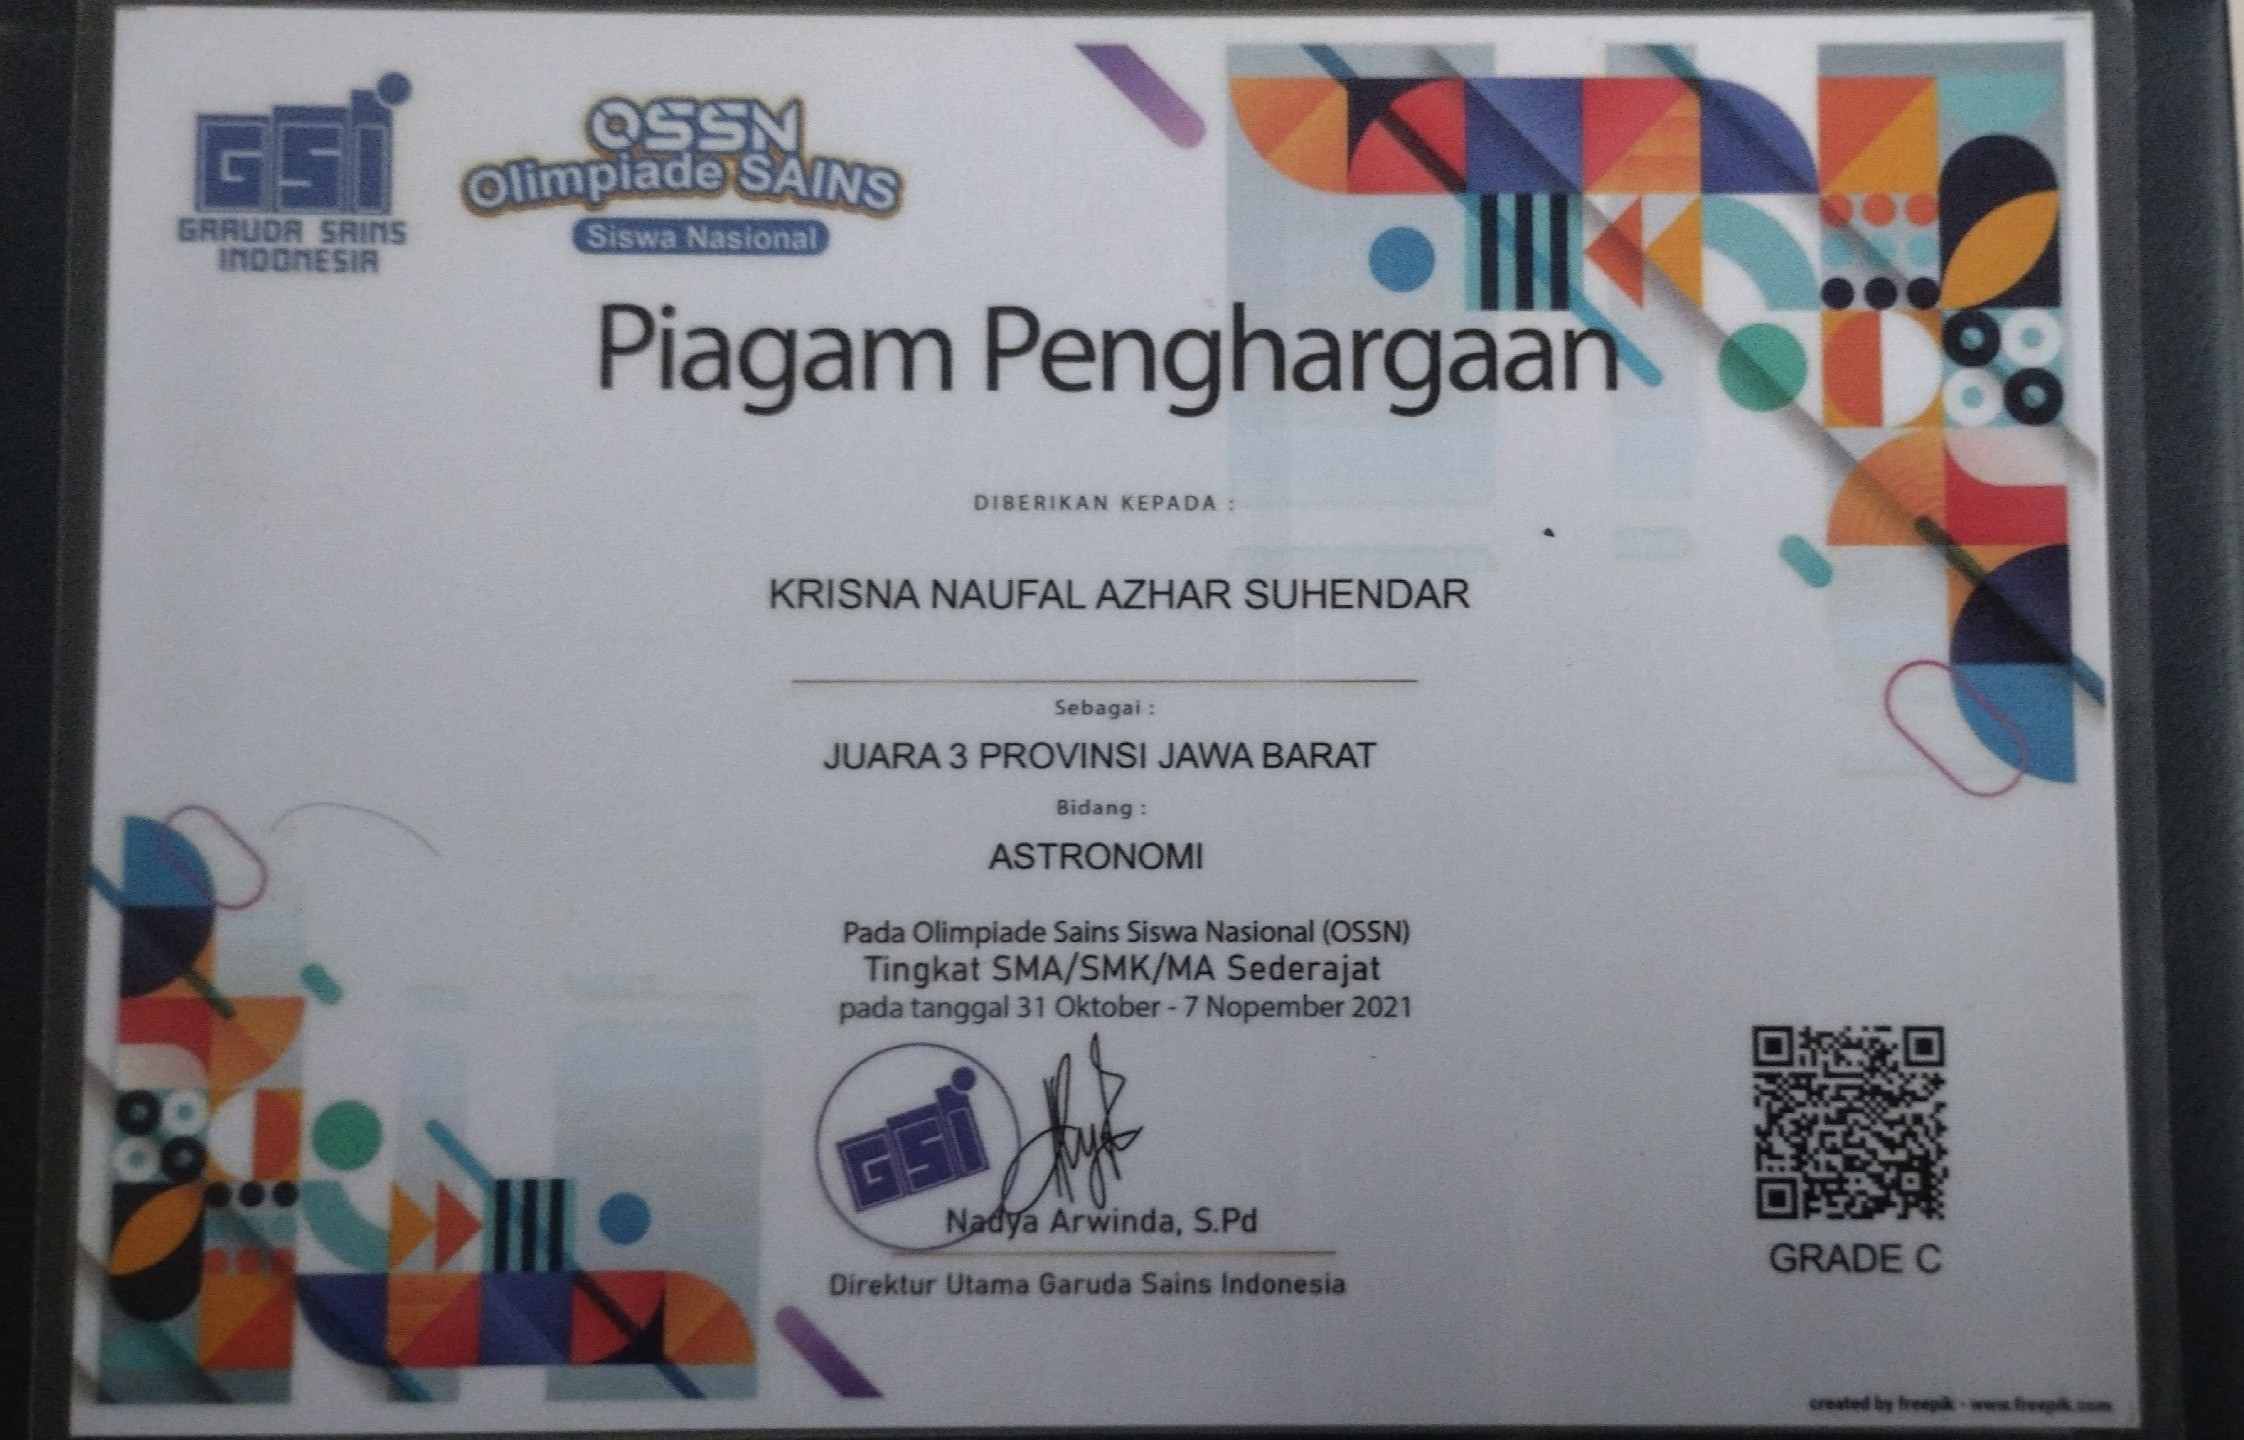 GSI
GARUDA SAINS
INDONESIA
OSSN
Olimpiade SAINS
Siswa Nasional
Piagam Penghargaan
DIBERIKAN KEPADA :
KRISNA NAUFAL AZHAR SUHENDAR
Sebagai :
JUARA 3 PROVINSI JAWA BARAT
Bidang :
ASTRONOMI
Pada Olimpiade Sains Siswa Nasional (OSSN)
Tingkat SMA/SMK/MA Sederajat
pada tanggal 31 Oktober - 7 Nopember 2021
GSI
Nadya Arwinda, S.Pd
Direktur Utama Garuda Sains Indonesia
GRADE C
created by freepik - www.freepik.com